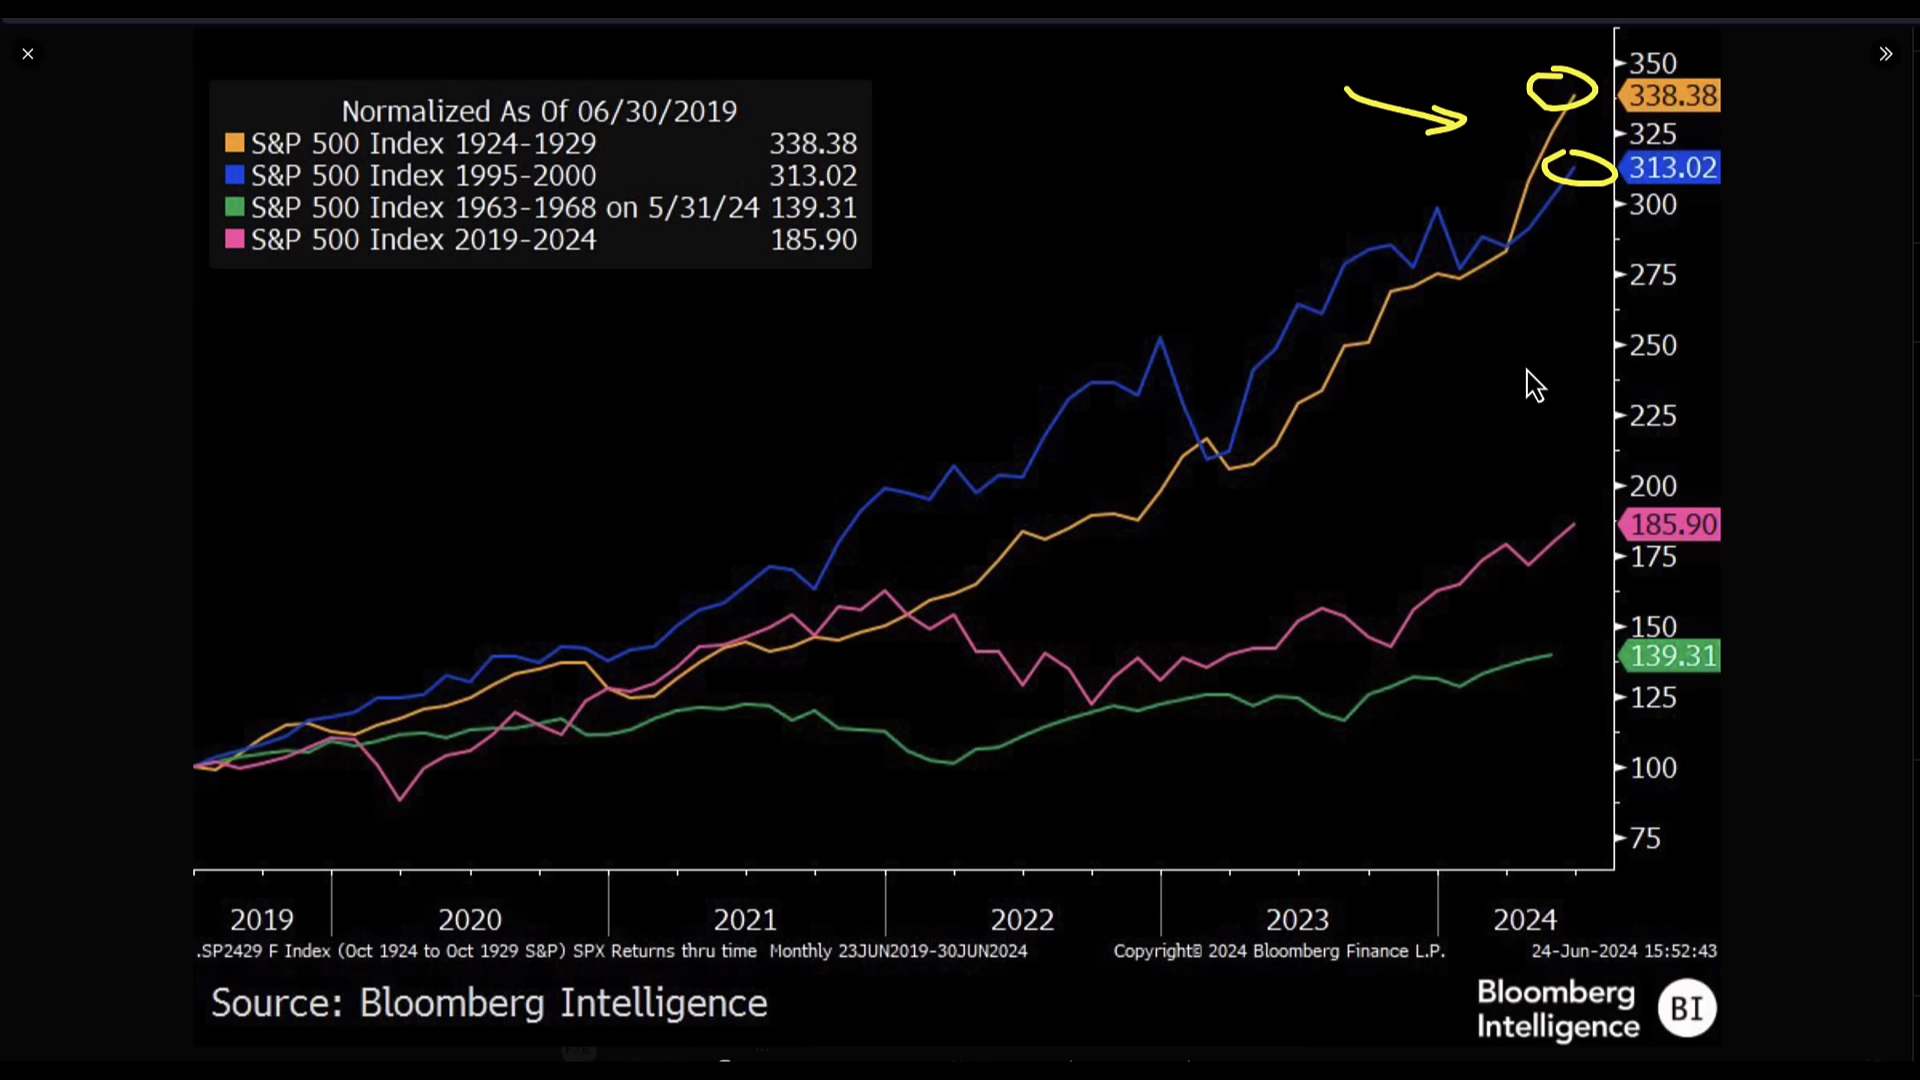 Normalized As Of 06/30/2019
S&P 500 Index 1924-1929 338.38
S&P 500 Index 1995-2000 313.02
S&P 500 Index 1963-1968 on 5/31/24 139.31
S&P 500 Index 2019-2024 185.90
350
338.38
325
313.02
300
275
250
225
200
185.90
175
150
139.31
125
100
75
2019 2020 2021 2022 2023 2024
.SP2429 F Index (Oct 1924 to Oct 1929 S&P) SPX Returns thru time Monthly 23JUN2019-30JUN2024 Copyright© 2024 Bloomberg Finance L.P. 24-Jun-2024 15:52:43
Source: Bloomberg Intelligence
Bloomberg
Intelligence
BI